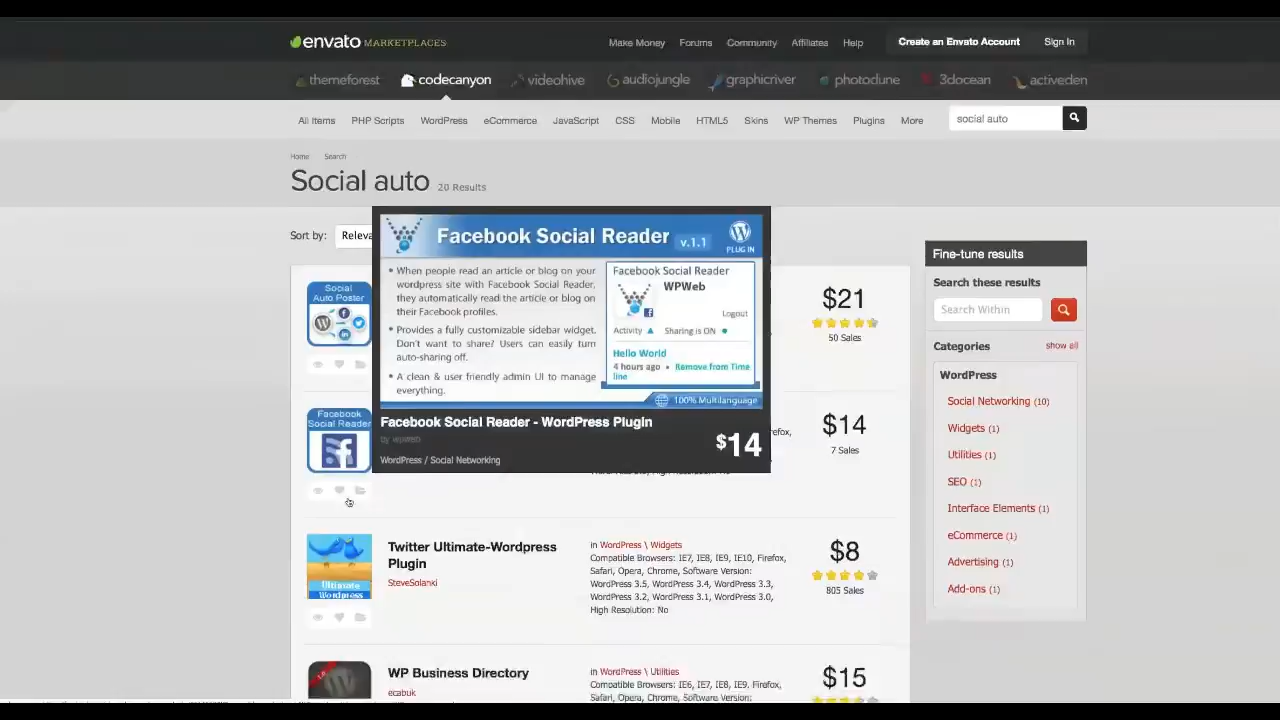 envato MARKETPLACES
Make Money Forums Community Affiliates Help Create an Envato Account Sign In
themeforest codecanyon videohive audiojungle graphicriver photodune 3docean activeden
All Items PHP Scripts WordPress eCommerce JavaScript CSS Mobile HTML5 Skins WP Themes Plugins More social auto
Home Search
Social auto 20 Results
Sort by: Releva
Social
Auto Poster
Facebook Social Reader v.1.1 PLUG IN
• When people read an article or blog on your
wordpress site with Facebook Social Reader,
they automatically read the article or blog on
their Facebook profiles.
• Provides a fully customizable sidebar widget.
Don't want to share? Users can easily turn
auto-sharing off.
• A clean & user friendly admin UI to manage
everything.
Facebook Social Reader
WPWeb
Logout
Activity Sharing is ON
Hello World
4 hours ago • Remove from Time
line
100% Multilanguage
Facebook Social Reader - WordPress Plugin
by wpweb
$14
WordPress / Social Networking
$21
50 Sales
Facebook
Social Reader
Firefox,
$14
7 Sales
Ultimate
Wordpress
Twitter Ultimate-Wordpress
Plugin
SteveSolanki
in WordPress \ Widgets
Compatible Browsers: IE7, IE8, IE9, IE10, Firefox,
Safari, Opera, Chrome, Software Version:
WordPress 3.5, WordPress 3.4, WordPress 3.3,
WordPress 3.2, WordPress 3.1, WordPress 3.0,
High Resolution: No
$8
805 Sales
WP Business Directory
ecabuk
in WordPress \ Utilities
Compatible Browsers: IE6, IE7, IE8, IE9, Firefox,
Safari, Opera, Chrome, Software Version:
$15
Fine-tune results
Search these results
Search Within
Categories show all
WordPress
Social Networking (10)
Widgets (1)
Utilities (1)
SEO (1)
Interface Elements (1)
eCommerce (1)
Advertising (1)
Add-ons (1)